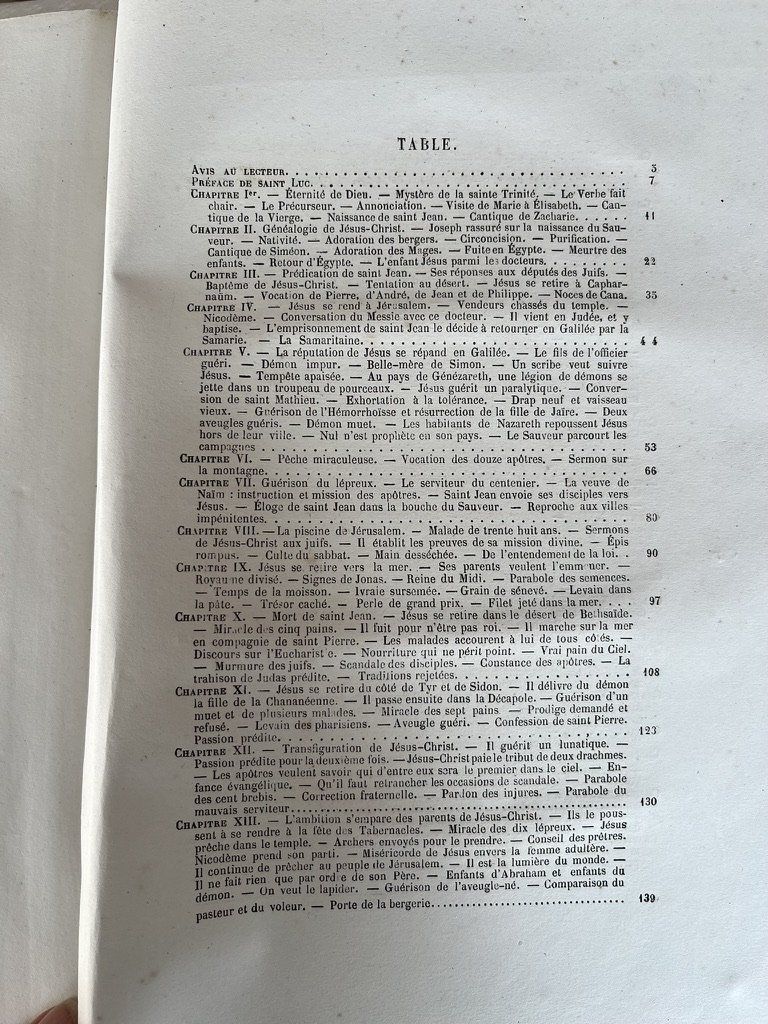 TABLE.
AVIS AU LECTEUR. . . . . . . . . . . . . . . . . . . . . . . . . . . . . 5
PRÉFACE DE SAINT LUC. . . . . . . . . . . . . . . . . . . . . . . . . . . 7
CHAPITRE Ier. — Éternité de Dieu. — Mystère de la sainte Trinité. — Le Verbe fait
chair. — Le Précurseur. — Annonciation. — Visite de Marie à Élisabeth. — Can-
tique de la Vierge. — Naissance de saint Jean. — Cantique de Zacharie. . . . . . 11
CHAPITRE II. Généalogie de Jésus-Christ. — Joseph rassuré sur la naissance du Sau-
veur. — Nativité. — Adoration des bergers. — Circoncision. — Purification. —
Cantique de Siméon. — Adoration des Mages. — Fuite en Égypte. — Meurtre des
enfants. — Retour d'Égypte. — L'enfant Jésus parmi les docteurs. . . . . . . . 22
CHAPITRE III. — Prédication de saint Jean. — Ses réponses aux députés des Juifs. —
Baptême de Jésus-Christ. — Tentation au désert. — Jésus se retire à Caphar-
naüm. — Vocation de Pierre, d'André, de Jean et de Philippe. — Noces de Cana. 35
CHAPITRE IV. — Jésus se rend à Jérusalem. — Vendeurs chassés du temple. —
Nicodème. — Conversation du Messie avec ce docteur. — Il vient en Judée, et y
baptise. — L'emprisonnement de saint Jean le décide à retourner en Galilée par la
Samarie. — La Samaritaine. . . . . . . . . . . . . . . . . . . . . . . . . 44
CHAPITRE V. — La réputation de Jésus se répand en Galilée. — Le fils de l'officier
guéri. — Démon impur. — Belle-mère de Simon. — Un scribe veut suivre
Jésus. — Tempête apaisée. — Au pays de Génézareth, une légion de démons se
jette dans un troupeau de pourceaux. — Jésus guérit un paralytique. — Conver-
sion de saint Mathieu. — Exhortation à la tolérance. — Drap neuf et vaisseau
vieux. — Guérison de l'Hémorrhoïsse et résurrection de la fille de Jaïre. — Deux
aveugles guéris. — Démon muet. — Les habitants de Nazareth repoussent Jésus
hors de leur ville. — Nul n'est prophète en son pays. — Le Sauveur parcourt les
campagnes . . . . . . . . . . . . . . . . . . . . . . . . . . . . . . . . 53
CHAPITRE VI. — Pêche miraculeuse. — Vocation des douze apôtres. — Sermon sur
la montagne. . . . . . . . . . . . . . . . . . . . . . . . . . . . . . . . 66
CHAPITRE VII. Guérison du lépreux. — Le serviteur du centenier. — La veuve de
Naïm : instruction et mission des apôtres. — Saint Jean envoie ses disciples vers
Jésus. — Éloge de saint Jean dans la bouche du Sauveur. — Reproche aux villes
impénitentes. . . . . . . . . . . . . . . . . . . . . . . . . . . . . . . 80
CHAPITRE VIII. — La piscine de Jérusalem. — Malade de trente huit ans. — Sermons
de Jésus-Christ aux juifs. — Il établit les preuves de sa mission divine. — Épis
rompus. — Culte du sabbat. — Main desséchée. — De l'entendement de la loi. . 90
CHAPITRE IX. Jésus se retire vers la mer. — Ses parents veulent l'emmener. —
Royaume divisé. — Signes de Jonas. — Reine du Midi. — Parabole des semences.
— Temps de la moisson. — Ivraie sursemée. — Grain de sénevé. — Levain dans
la pâte. — Trésor caché. — Perle de grand prix. — Filet jeté dans la mer. . . . 97
CHAPITRE X. — Mort de saint Jean. — Jésus se retire dans le désert de Bethsaïde.
— Miracle des cinq pains. — Il fuit pour n'être pas roi. — Il marche sur la mer
en compagnie de saint Pierre. — Les malades accourent à lui de tous côtés. —
Discours sur l'Eucharistie. — Nourriture qui ne périt point. — Vrai pain du Ciel.
— Murmure des juifs. — Scandale des disciples. — Constance des apôtres. — La
trahison de Judas prédite. — Traditions rejetées. . . . . . . . . . . . . . . 108
CHAPITRE XI. — Jésus se retire du côté de Tyr et de Sidon. — Il délivre du démon
la fille de la Chananéenne. — Il passe ensuite dans la Décapole. — Guérison d'un
muet et de plusieurs malades. — Miracle des sept pains. — Prodige demandé et
refusé. — Levain des pharisiens. — Aveugle guéri. — Confession de saint Pierre.
Passion prédite. . . . . . . . . . . . . . . . . . . . . . . . . . . . . . 123
CHAPITRE XII. — Transfiguration de Jésus-Christ. — Il guérit un lunatique. —
Passion prédite pour la deuxième fois. — Jésus-Christ paie le tribut de deux drachmes.
— Les apôtres veulent savoir qui d'entre eux sera le premier dans le ciel. — En-
fance évangélique. — Qu'il faut retrancher les occasions de scandale. — Parabole
des cent brebis. — Correction fraternelle. — Pardon des injures. — Parabole du
mauvais serviteur. . . . . . . . . . . . . . . . . . . . . . . . . . . . . 130
CHAPITRE XIII. — L'ambition s'empare des parents de Jésus-Christ. — Ils le pous-
sent à se rendre à la fête des Tabernacles. — Miracle des dix lépreux. — Jésus
prêche dans le temple. — Archers envoyés pour le prendre. — Conseil des prêtres.
Nicodème prend son parti. — Miséricorde de Jésus envers la femme adultère. —
Il continue de prêcher au peuple de Jérusalem. — Il est la lumière du monde. —
Il ne fait rien que par ordre de son Père. — Enfants d'Abraham et enfants du
démon. — On veut le lapider. — Guérison de l'aveugle-né. — Comparaison du
pasteur et du voleur. — Porte de la bergerie. . . . . . . . . . . . . . . . . 139